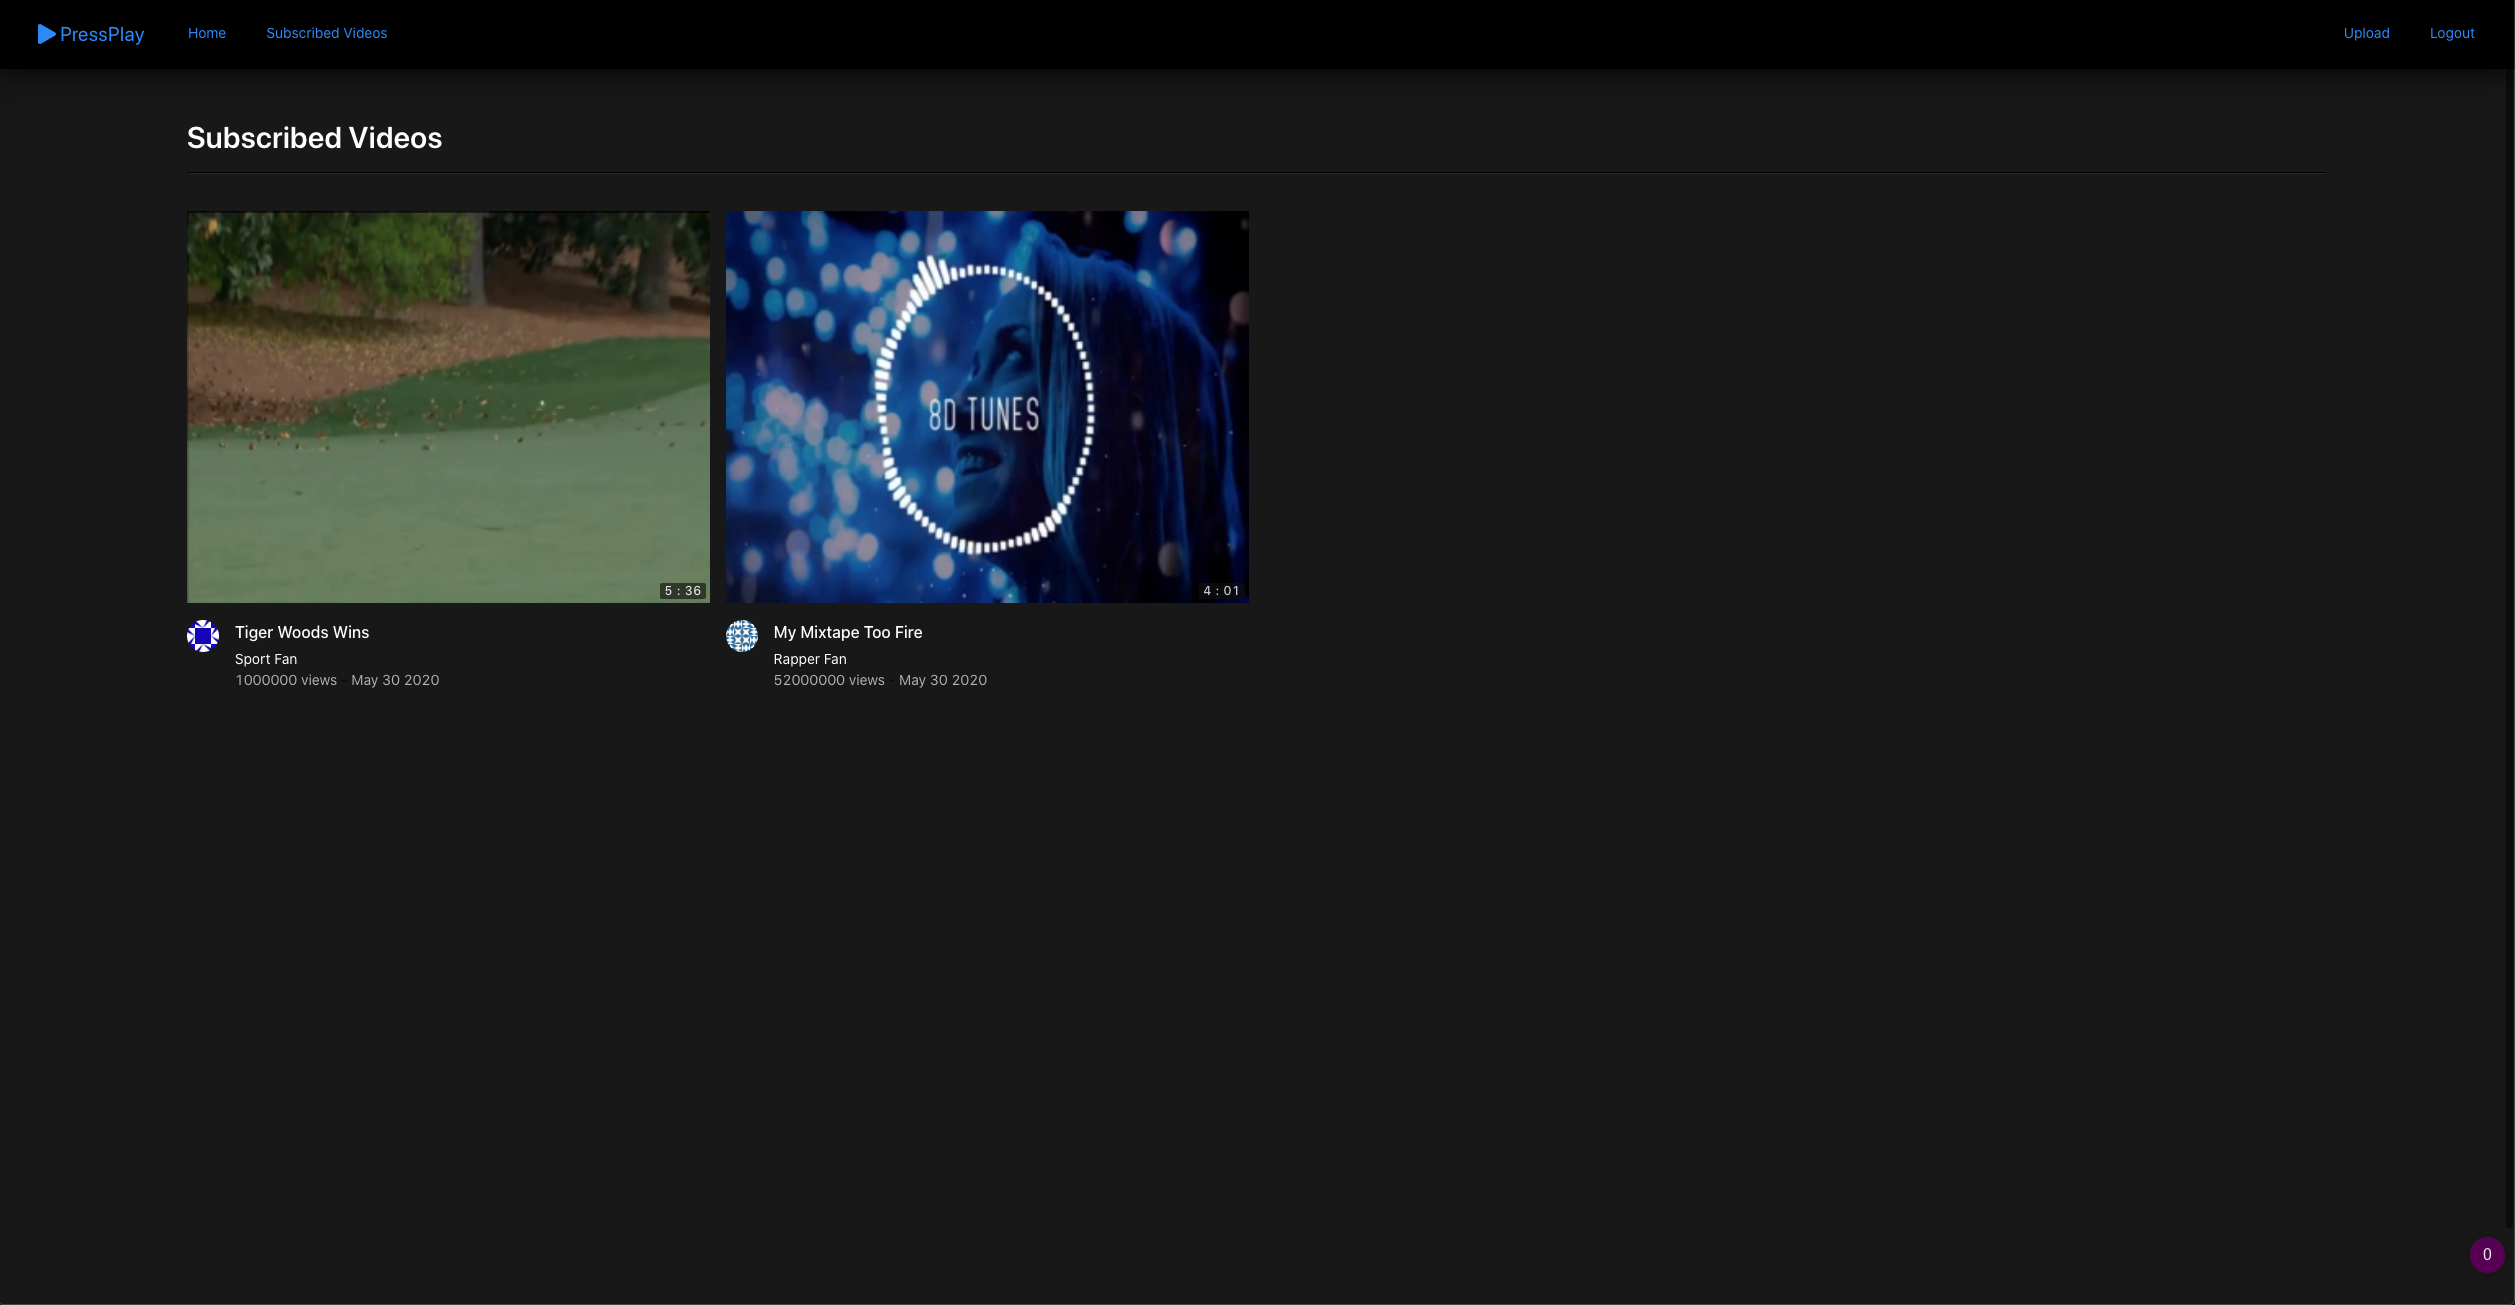 PressPlay
Home
Subscribed Videos
Upload
Logout
Subscribed Videos
8D TUNES
5 : 36
4 : 01
Tiger Woods Wins
Sport Fan
1000000 views - May 30 2020
My Mixtape Too Fire
Rapper Fan
52000000 views - May 30 2020
0